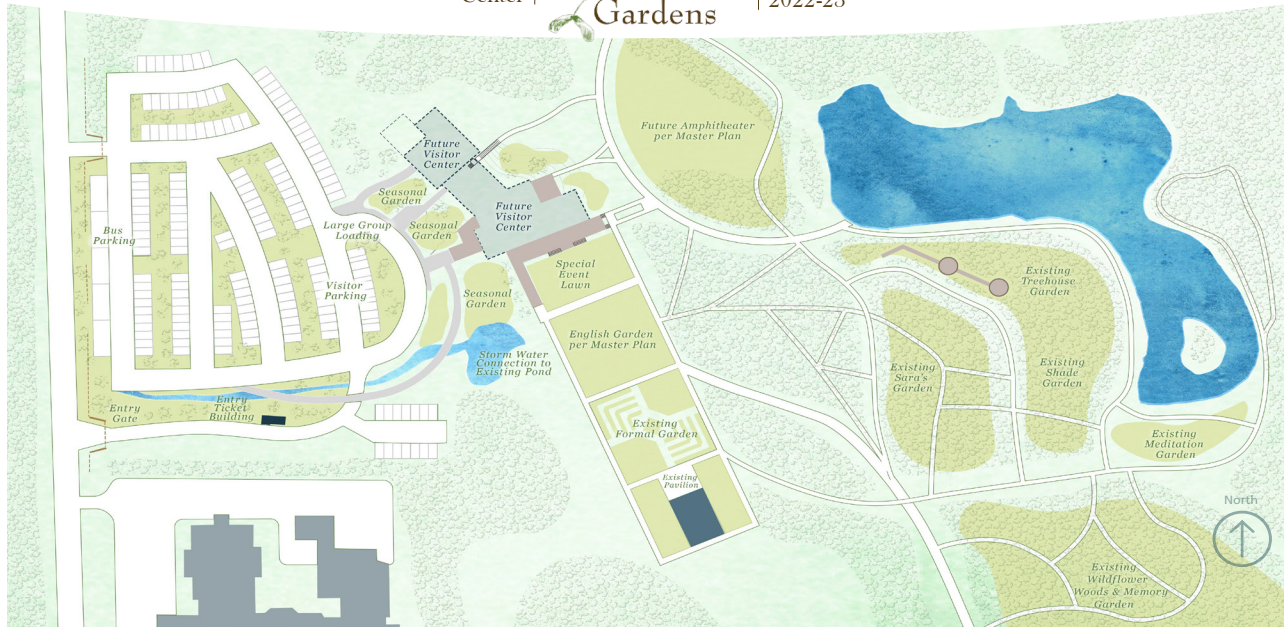 Center |
Gardens
| 2022-23
Future Amphitheater
per Master Plan
Future
Visitor
Center
Seasonal
Garden
Future
Visitor
Center
Large Group
Loading
Seasonal
Garden
Bus
Parking
Special
Event
Lawn
Existing
Treehouse
Garden
Visitor
Parking
Seasonal
Garden
English Garden
per Master Plan
Storm Water
Connection to
Existing Pond
Existing
Sara's
Garden
Existing
Shade
Garden
Entry
Gate
Entry
Ticket
Building
Existing
Formal Garden
Existing
Meditation
Garden
Existing
Pavilion
North
Existing
Wildflower
Woods & Memory
Garden